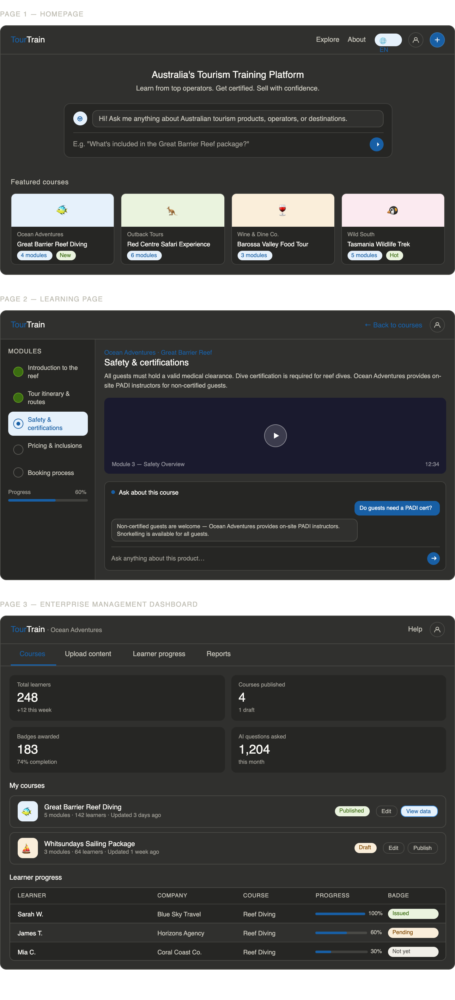 PAGE 1 — HOMEPAGE
TourTrain
Explore
About
EN
Australia's Tourism Training Platform
Learn from top operators. Get certified. Sell with confidence.
Hi! Ask me anything about Australian tourism products, operators, or destinations.
E.g. "What's included in the Great Barrier Reef package?"
Featured courses
Ocean Adventures
Great Barrier Reef Diving
4 modules
New
Outback Tours
Red Centre Safari Experience
6 modules
Wine & Dine Co.
Barossa Valley Food Tour
3 modules
Wild South
Tasmania Wildlife Trek
5 modules
Hot
PAGE 2 — LEARNING PAGE
TourTrain
← Back to courses
MODULES
Introduction to the
reef
Tour itinerary &
routes
Safety &
certifications
Pricing & inclusions
Booking process
Progress
60%
Ocean Adventures · Great Barrier Reef
Safety & certifications
All guests must hold a valid medical clearance. Dive certification is required for reef dives. Ocean Adventures provides on-
site PADI instructors for non-certified guests.
Module 3 — Safety Overview
12:34
Ask about this course
Do guests need a PADI cert?
Non-certified guests are welcome — Ocean Adventures provides on-site PADI instructors.
Snorkelling is available for all guests.
Ask anything about this product…
PAGE 3 — ENTERPRISE MANAGEMENT DASHBOARD
TourTrain · Ocean Adventures
Help
Courses
Upload content
Learner progress
Reports
Total learners
248
+12 this week
Courses published
4
1 draft
Badges awarded
183
74% completion
AI questions asked
1,204
this month
My courses
Great Barrier Reef Diving
5 modules · 142 learners · Updated 3 days ago
Published
Edit
View data
Whitsundays Sailing Package
3 modules · 64 learners · Updated 1 week ago
Draft
Edit
Publish
Learner progress
LEARNER
COMPANY
COURSE
PROGRESS
BADGE
Sarah W.
Blue Sky Travel
Reef Diving
100%
Issued
James T.
Horizons Agency
Reef Diving
60%
Pending
Mia C.
Coral Coast Co.
Reef Diving
30%
Not yet